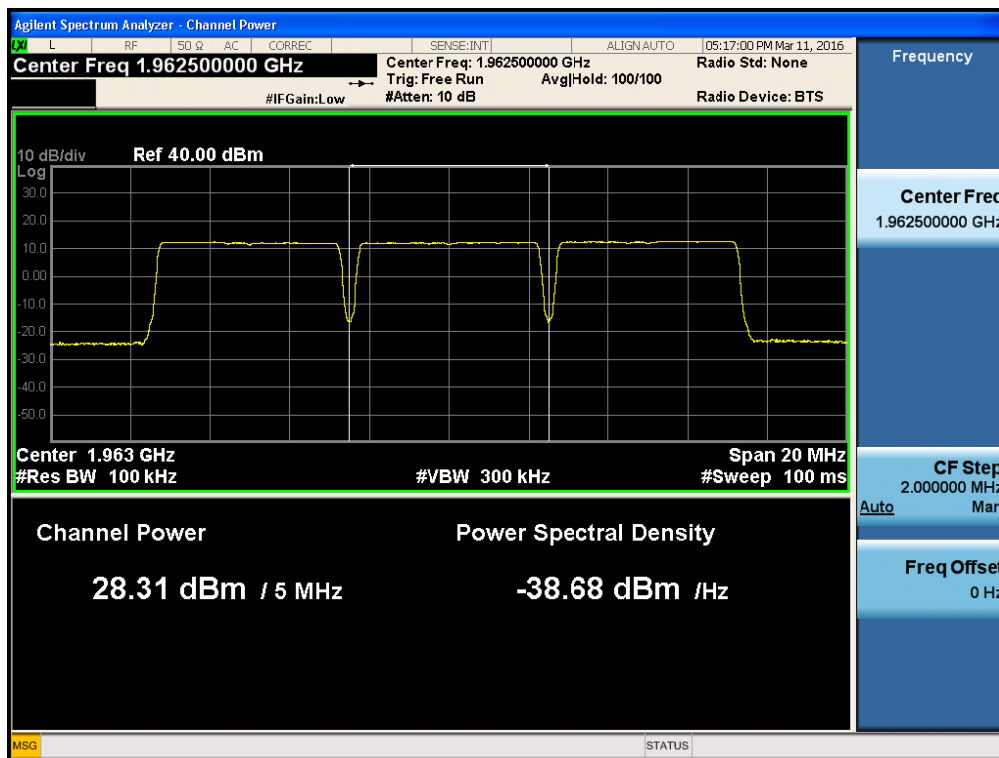 Agilent Spectrum Analyzer - Channel Power
LXI L RF 50 Ω AC CORREC SENSE:INT ALIGN AUTO 05:17:00 PM Mar 11, 2016
Center Freq 1.962500000 GHz
#IFGain:Low
Center Freq: 1.962500000 GHz
Trig: Free Run Avg|Hold: 100/100
#Atten: 10 dB
Radio Std: None
Radio Device: BTS
10 dB/div Ref 40.00 dBm
Log
30.0
20.0
10.0
0.00
-10.0
-20.0
-30.0
-40.0
-50.0
Center 1.963 GHz Span 20 MHz
#Res BW 100 kHz #VBW 300 kHz #Sweep 100 ms
Channel Power Power Spectral Density
28.31 dBm / 5 MHz -38.68 dBm /Hz
Frequency
Center Freq
1.962500000 GHz
CF Step
2.000000 MHz
Auto Man
Freq Offset
0 Hz
MSG STATUS